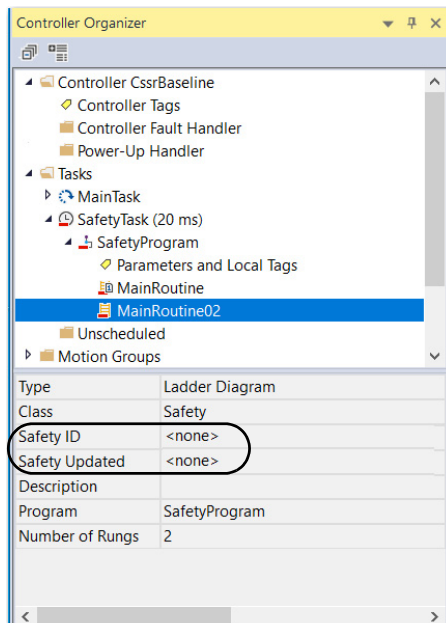 Controller Organizer
Controller CssrBaseline
Controller Tags
Controller Fault Handler
Power-Up Handler
Tasks
MainTask
SafetyTask (20 ms)
SafetyProgram
Parameters and Local Tags
MainRoutine
MainRoutine02
Unscheduled
Motion Groups
Type Ladder Diagram
Class Safety
Safety ID <none>
Safety Updated <none>
Description
Program SafetyProgram
Number of Rungs 2